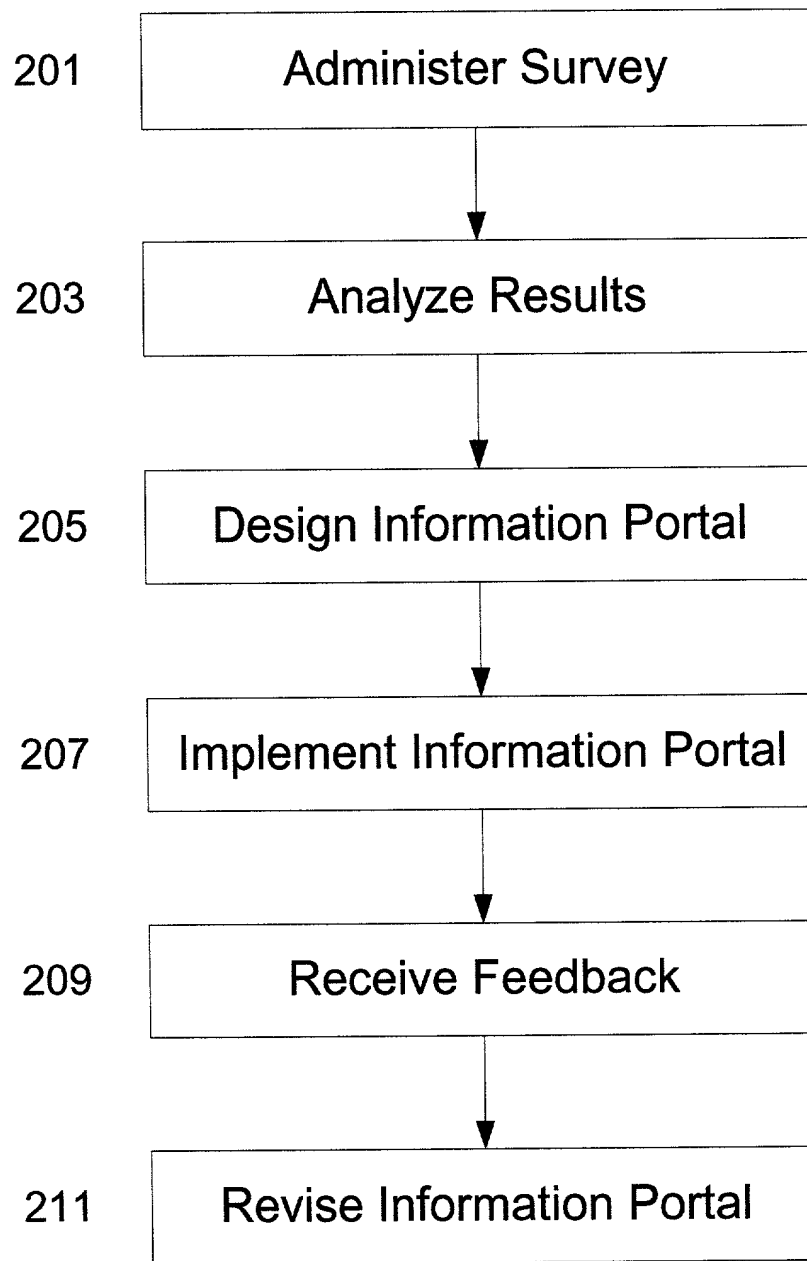 201 Administer Survey
203 Analyze Results
205 Design Information Portal
207 Implement Information Portal
209 Receive Feedback
211 Revise Information Portal